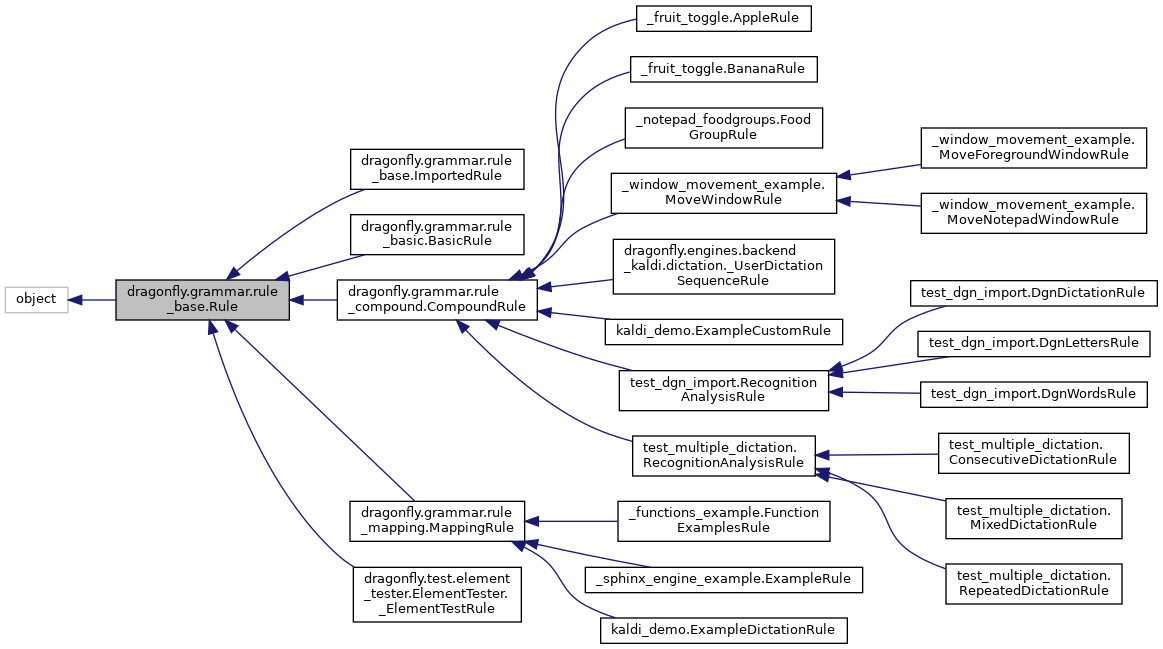 object
dragonfly.grammar.rule
_base.Rule
dragonfly.grammar.rule
_base.ImportedRule
dragonfly.grammar.rule
_basic.BasicRule
dragonfly.grammar.rule
_compound.CompoundRule
dragonfly.grammar.rule
_mapping.MappingRule
dragonfly.test.element
_tester.ElementTester.
_ElementTestRule
_fruit_toggle.AppleRule
_fruit_toggle.BananaRule
_notepad_foodgroups.Food
GroupRule
_window_movement_example.
MoveWindowRule
dragonfly.engines.backend
_kaldi.dictation._UserDictation
SequenceRule
kaldi_demo.ExampleCustomRule
test_dgn_import.Recognition
AnalysisRule
test_multiple_dictation.
RecognitionAnalysisRule
_functions_example.Function
ExamplesRule
_sphinx_engine_example.ExampleRule
kaldi_demo.ExampleDictationRule
_window_movement_example.
MoveForegroundWindowRule
_window_movement_example.
MoveNotepadWindowRule
test_dgn_import.DgnDictationRule
test_dgn_import.DgnLettersRule
test_dgn_import.DgnWordsRule
test_multiple_dictation.
ConsecutiveDictationRule
test_multiple_dictation.
MixedDictationRule
test_multiple_dictation.
RepeatedDictationRule